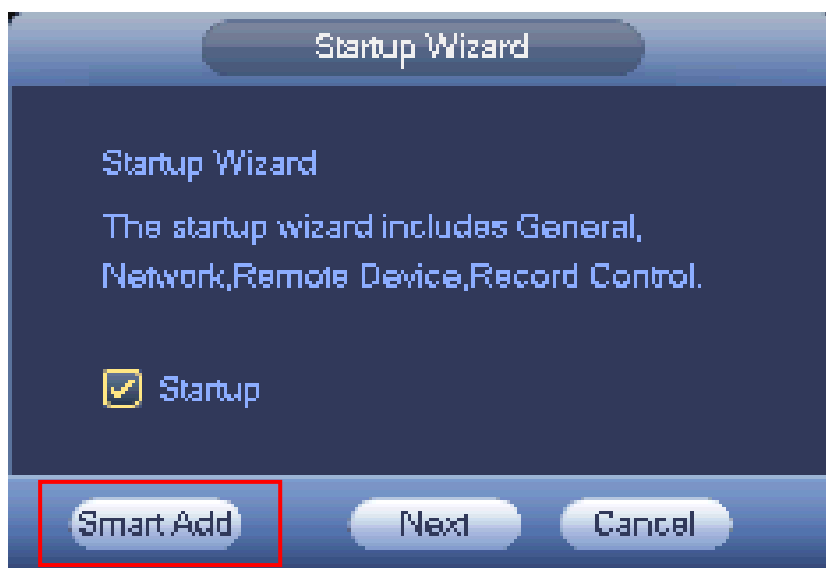 Startup Wizard
Startup Wizard
The startup wizard includes General,
Network,Remote Device,Record Control.
Startup
Smart Add
Next
Cancel